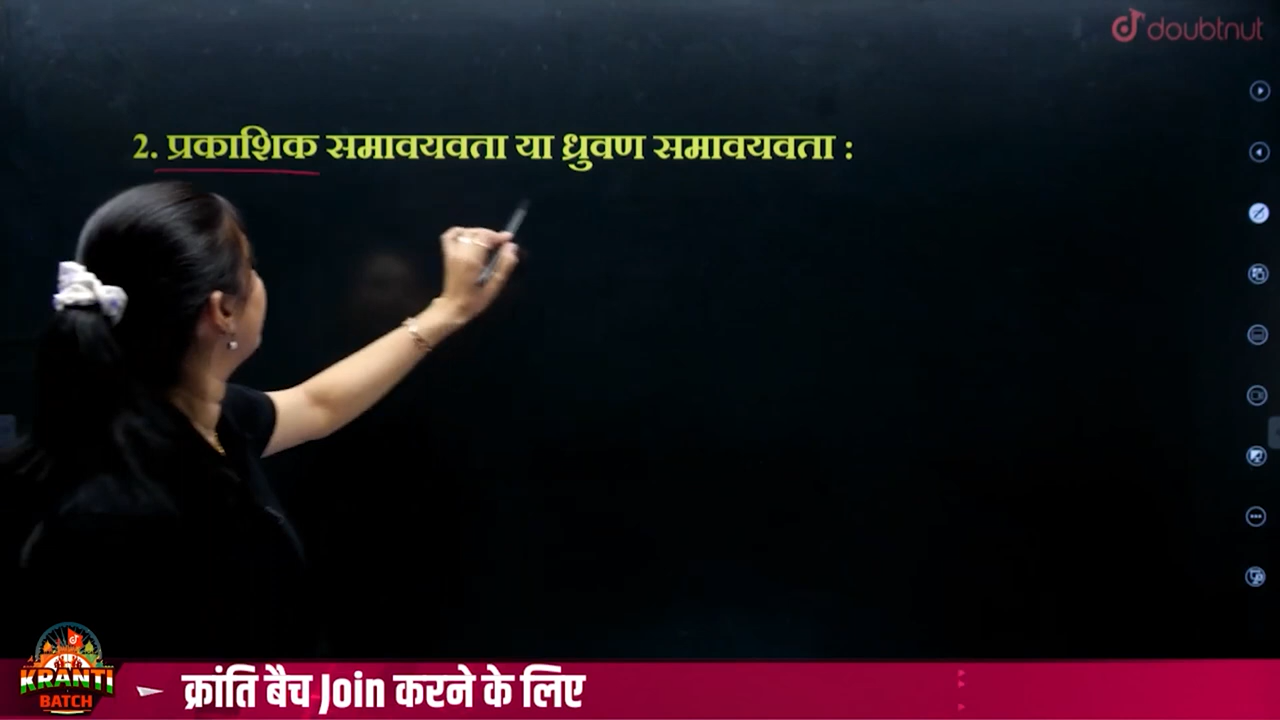 doubtnut
2. प्रकाशिक समावयवता या ध्रुवण समावयवता :
KRANTI
BATCH
क्रांति बैच Join करने के लिए